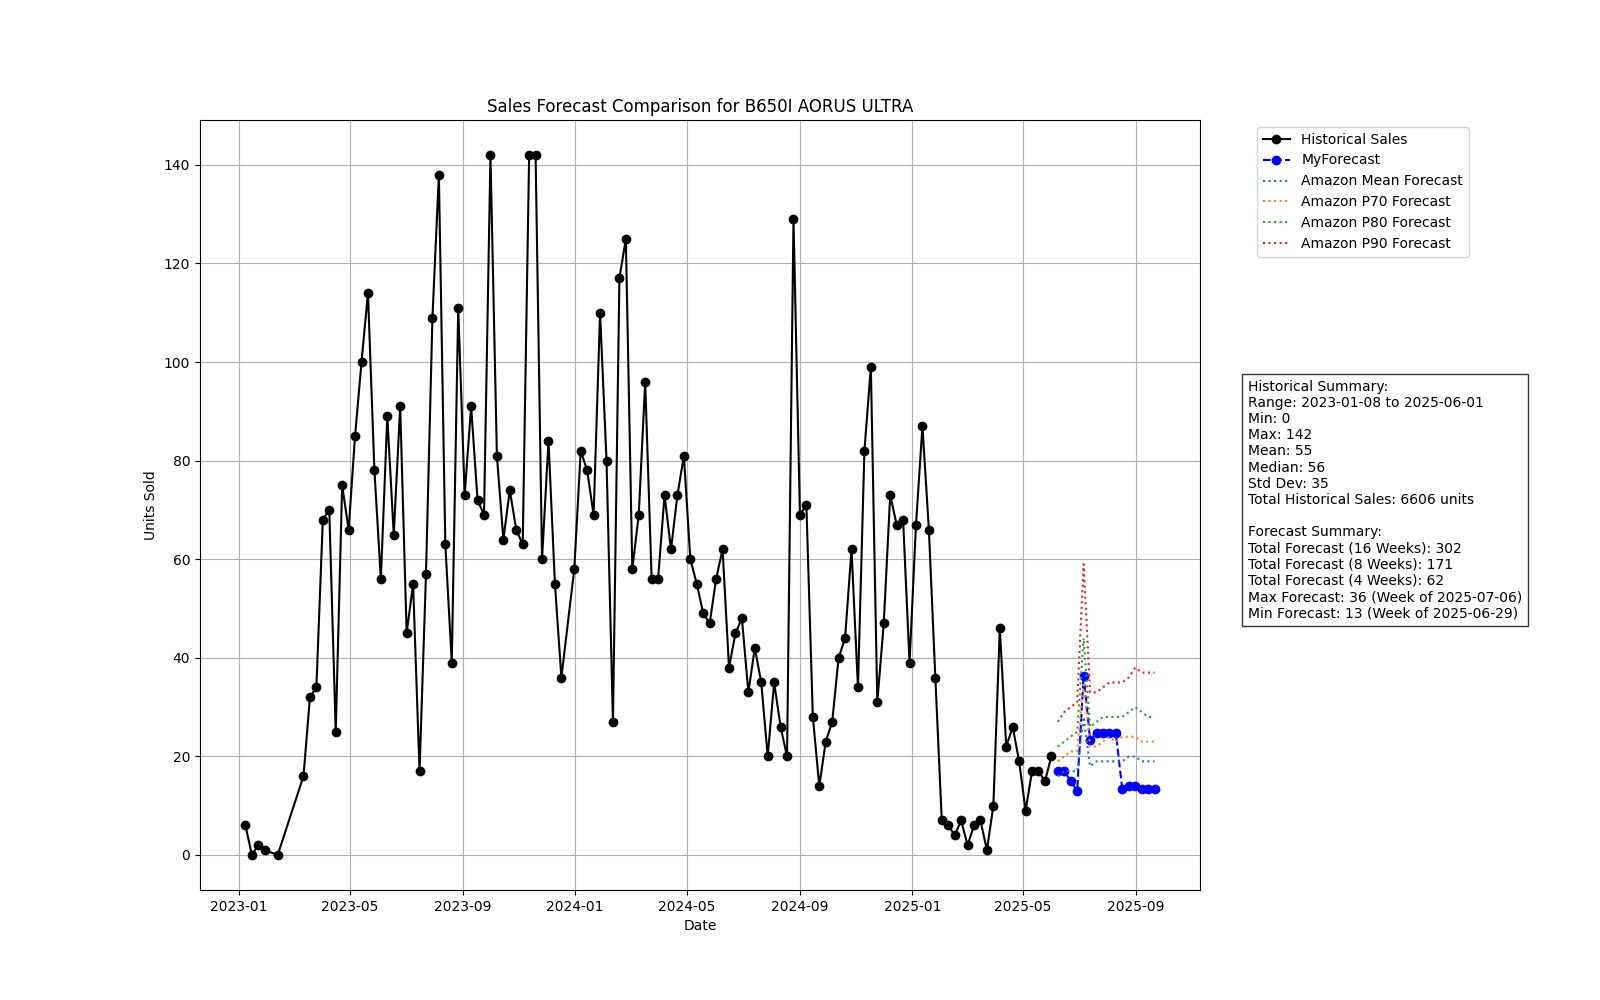 Sales Forecast Comparison for B650I AORUS ULTRA
Historical Sales
MyForecast
Amazon Mean Forecast
Amazon P70 Forecast
Amazon P80 Forecast
Amazon P90 Forecast
140
120
100
80
60
40
20
0
Units Sold
Historical Summary:
Range: 2023-01-08 to 2025-06-01
Min: 0
Max: 142
Mean: 55
Median: 56
Std Dev: 35
Total Historical Sales: 6606 units
Forecast Summary:
Total Forecast (16 Weeks): 302
Total Forecast (8 Weeks): 171
Total Forecast (4 Weeks): 62
Max Forecast: 36 (Week of 2025-07-06)
Min Forecast: 13 (Week of 2025-06-29)
2023-01 2023-05 2023-09 2024-01 2024-05 2024-09 2025-01 2025-05 2025-09
Date